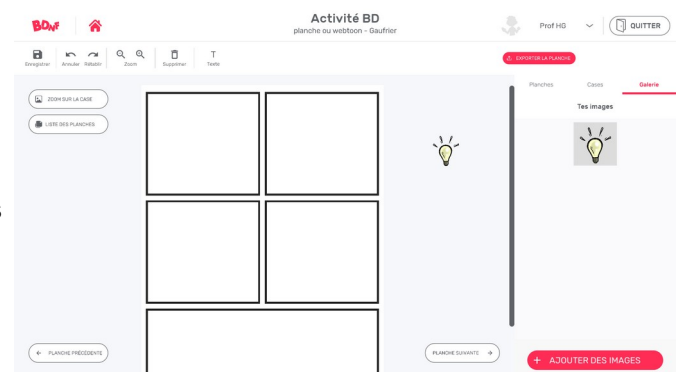 BDnF
Activité BD
planche ou webtoon - Gaufrier
Prof HG
QUITTER
Enregistrer
Annuler
Rétablir
Zoom
Supprimer
T
Texte
EXPORTER LA PLANCHE
Planches
Cases
Galerie
ZOOM SUR LA CASE
LISTE DES PLANCHES
Tes images
PLANCHE PRÉCÉDENTE
PLANCHE SUIVANTE
+ AJOUTER DES IMAGES